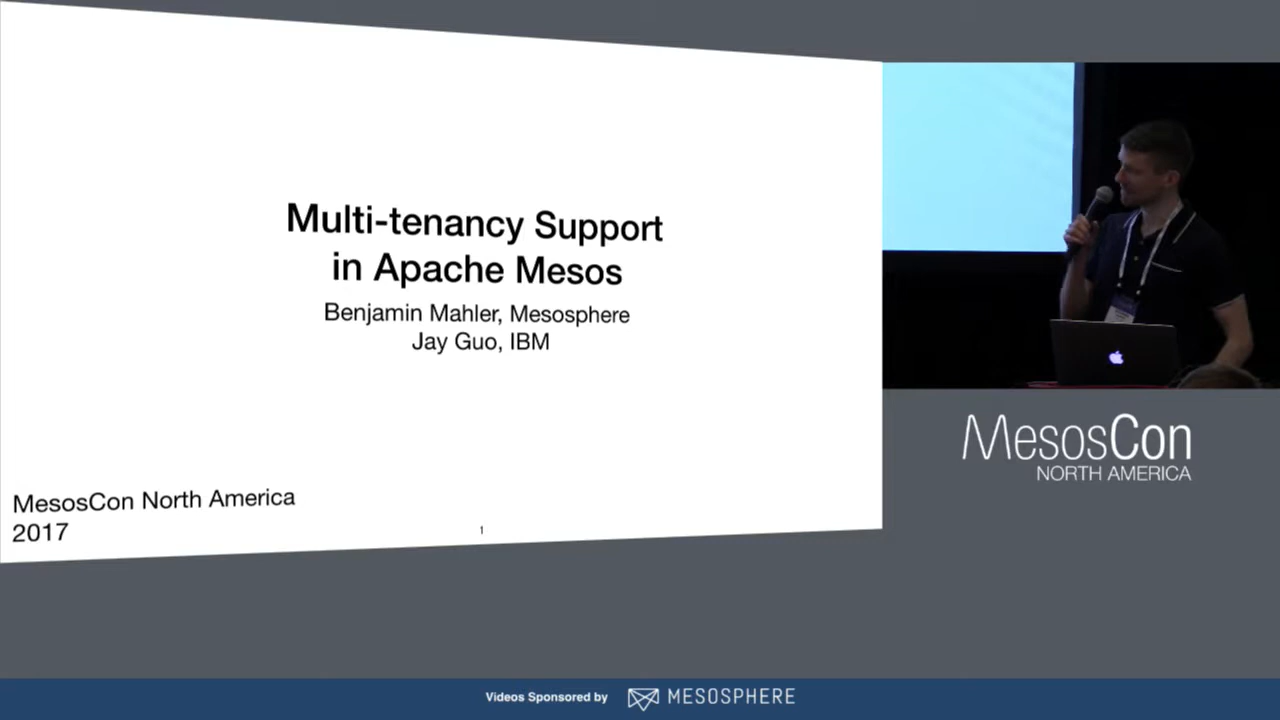 Multi-tenancy Support
in Apache Mesos
Benjamin Mahler, Mesosphere
Jay Guo, IBM
MesosCon North America
2017
1
MesosCon
NORTH AMERICA
Videos Sponsored by MESOSPHERE